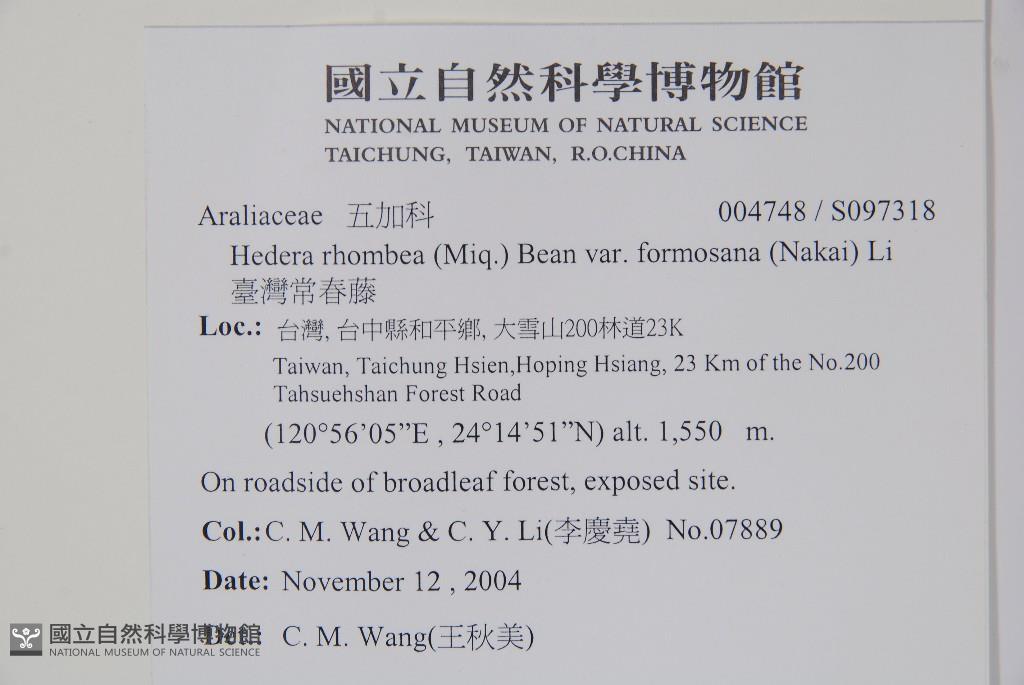 國立自然科學博物館
NATIONAL MUSEUM OF NATURAL SCIENCE
TAICHUNG, TAIWAN, R.O.CHINA
Araliaceae 五加科 004748 / S097318
Hedera rhombea (Miq.) Bean var. formosana (Nakai) Li
臺灣常春藤
Loc.: 台灣, 台中縣和平鄉, 大雪山200林道23K
Taiwan, Taichung Hsien,Hoping Hsiang, 23 Km of the No.200
Tahsuehshan Forest Road
(120°56’05”E , 24°14’51”N) alt. 1,550 m.
On roadside of broadleaf forest, exposed site.
Col.:C. M. Wang & C. Y. Li(李慶堯) No.07889
Date: November 12 , 2004
C. M. Wang(王秋美)
國立自然科學博物館
NATIONAL MUSEUM OF NATURAL SCIENCE